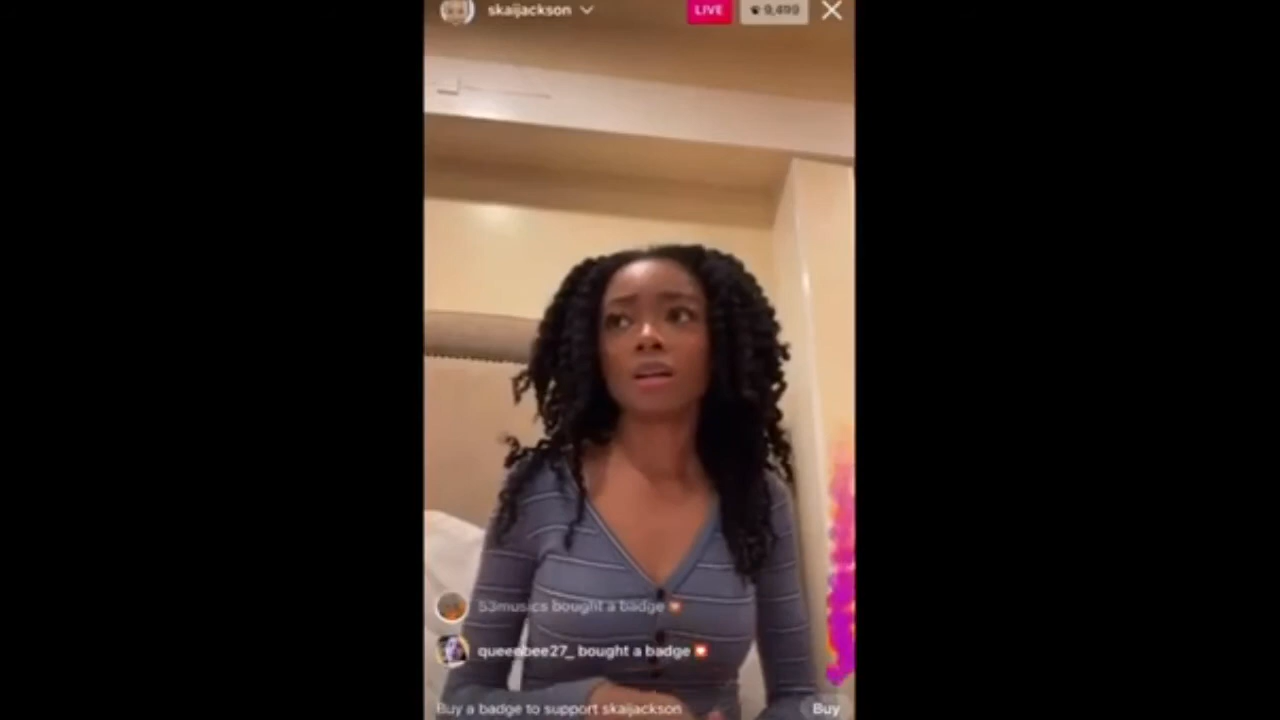 skaijackson
LIVE
9,499
53musics bought a badge
queenbee27_ bought a badge
Buy a badge to support skaijackson
Buy